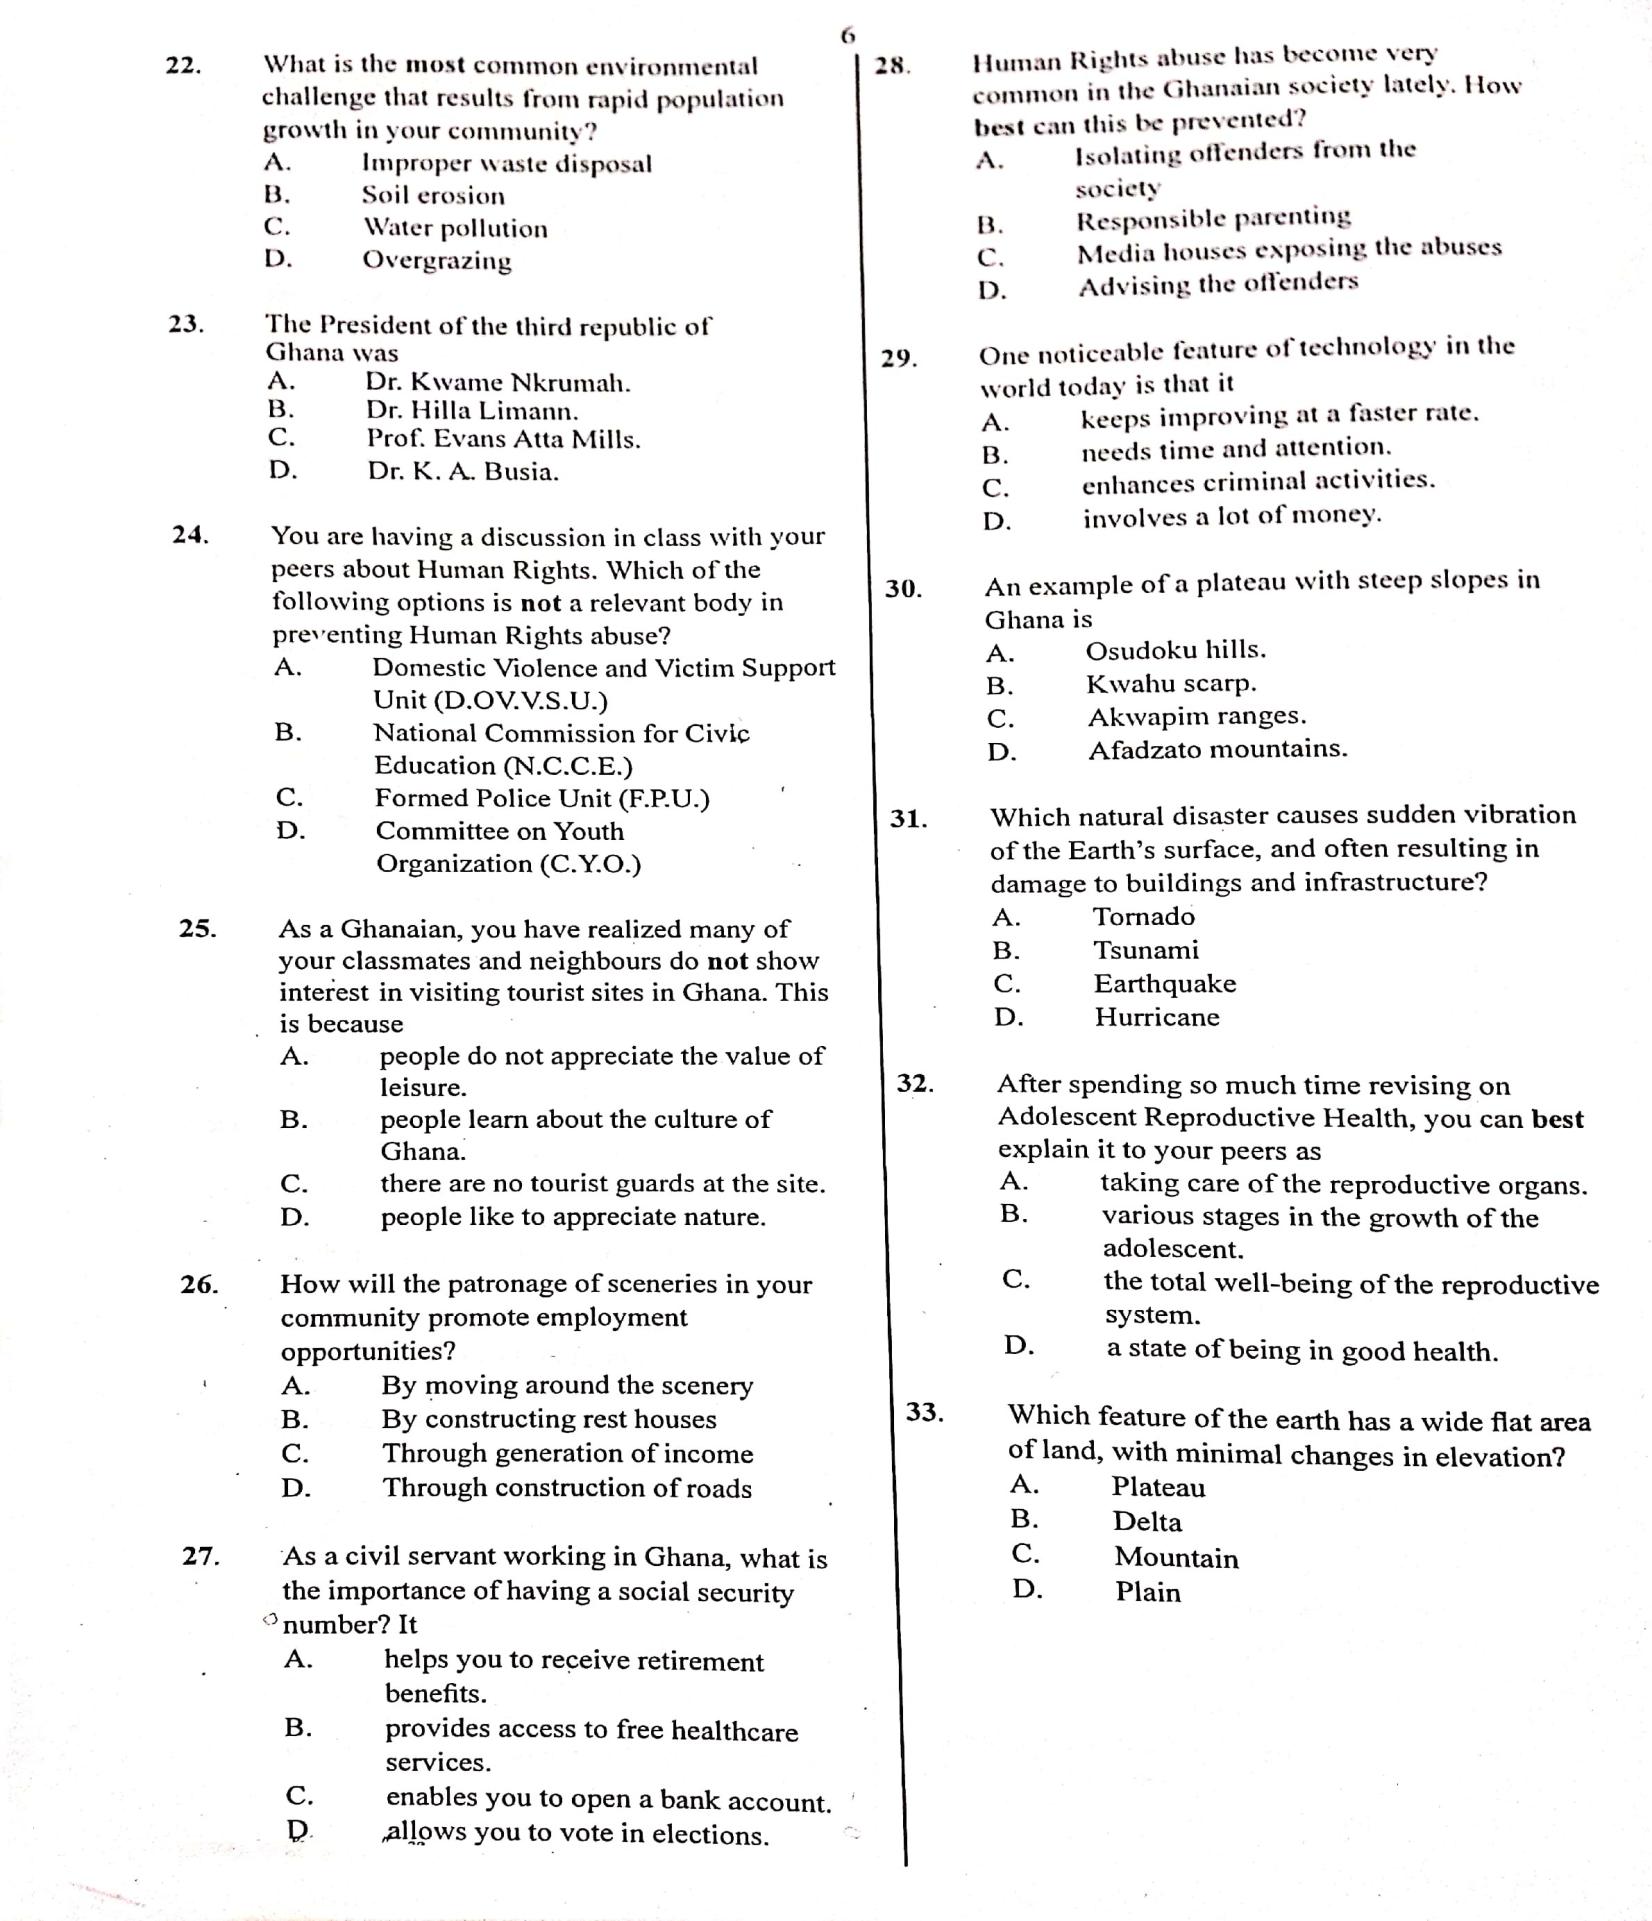 6
22. What is the most common environmental
challenge that results from rapid population
growth in your community?
A. Improper waste disposal
B. Soil erosion
C. Water pollution
D. Overgrazing
23. The President of the third republic of
Ghana was
A. Dr. Kwame Nkrumah.
B. Dr. Hilla Limann.
C. Prof. Evans Atta Mills.
D. Dr. K. A. Busia.
24. You are having a discussion in class with your
peers about Human Rights. Which of the
following options is not a relevant body in
preventing Human Rights abuse?
A. Domestic Violence and Victim Support
Unit (D.OV.V.S.U.)
B. National Commission for Civic
Education (N.C.C.E.)
C. Formed Police Unit (F.P.U.)
D. Committee on Youth
Organization (C.Y.O.)
25. As a Ghanaian, you have realized many of
your classmates and neighbours do not show
interest in visiting tourist sites in Ghana. This
is because
A. people do not appreciate the value of
leisure.
B. people learn about the culture of
Ghana.
C. there are no tourist guards at the site.
D. people like to appreciate nature.
26. How will the patronage of sceneries in your
community promote employment
opportunities?
A. By moving around the scenery
B. By constructing rest houses
C. Through generation of income
D. Through construction of roads
27. As a civil servant working in Ghana, what is
the importance of having a social security
number? It
A. helps you to receive retirement
benefits.
B. provides access to free healthcare
services.
C. enables you to open a bank account.
D. allows you to vote in elections.
28. Human Rights abuse has become very
common in the Ghanaian society lately. How
best can this be prevented?
A. Isolating offenders from the
society
B. Responsible parenting
C. Media houses exposing the abuses
D. Advising the offenders
29. One noticeable feature of technology in the
world today is that it
A. keeps improving at a faster rate.
B. needs time and attention.
C. enhances criminal activities.
D. involves a lot of money.
30. An example of a plateau with steep slopes in
Ghana is
A. Osudoku hills.
B. Kwahu scarp.
C. Akwapim ranges.
D. Afadzato mountains.
31. Which natural disaster causes sudden vibration
of the Earth's surface, and often resulting in
damage to buildings and infrastructure?
A. Tornado
B. Tsunami
C. Earthquake
D. Hurricane
32. After spending so much time revising on
Adolescent Reproductive Health, you can best
explain it to your peers as
A. taking care of the reproductive organs.
B. various stages in the growth of the
adolescent.
C. the total well-being of the reproductive
system.
D. a state of being in good health.
33. Which feature of the earth has a wide flat area
of land, with minimal changes in elevation?
A. Plateau
B. Delta
C. Mountain
D. Plain